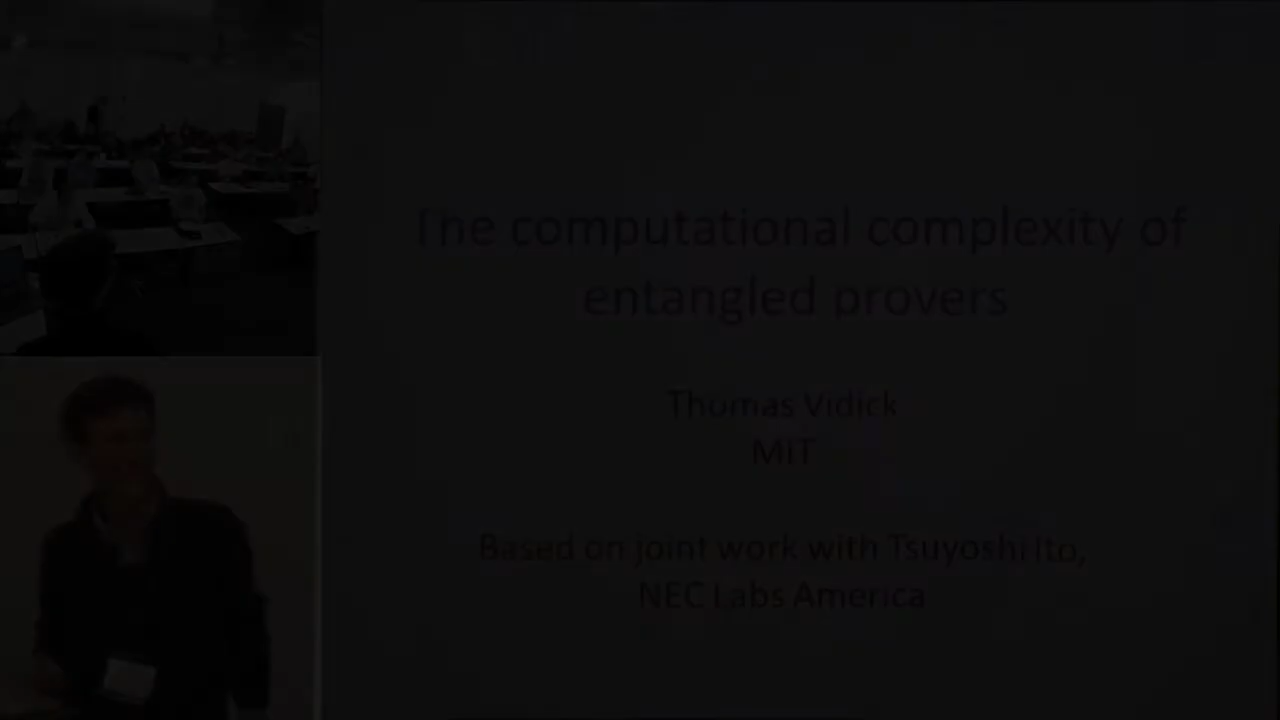 The computational complexity of
entangled provers
Thomas Vidick
MIT
Based on joint work with Tsuyoshi Ito,
NEC Labs America